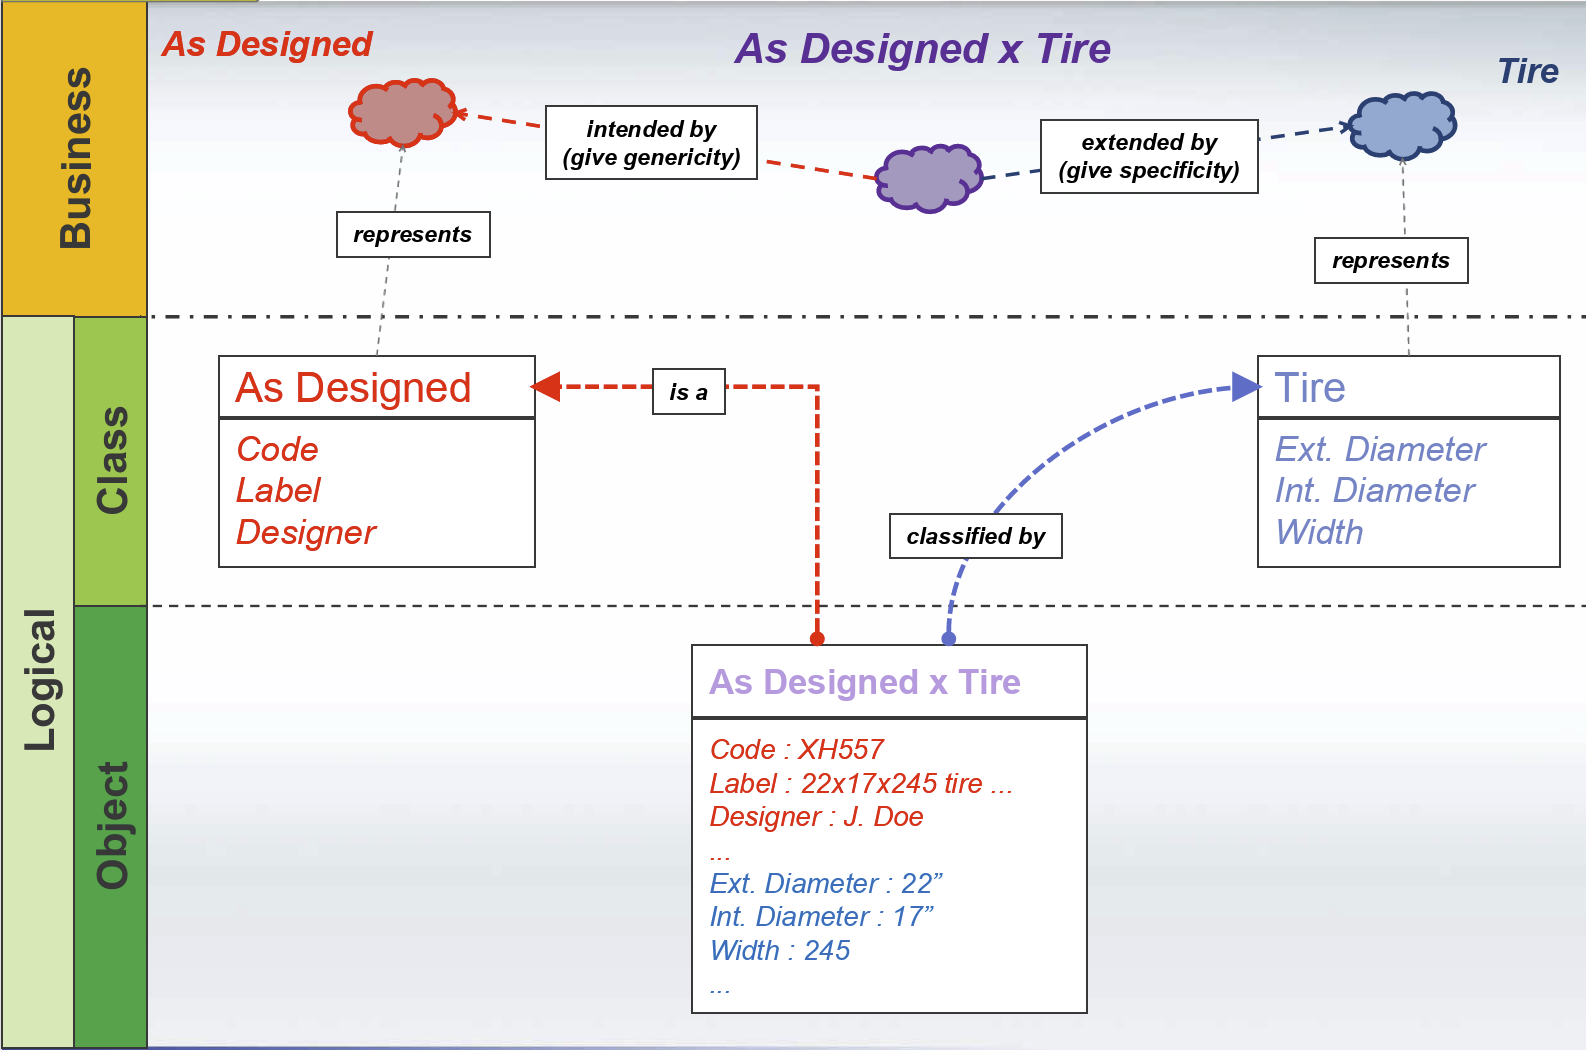 Business
As Designed
As Designed x Tire
Tire
intended by
(give genericity)
extended by
(give specificity)
represents
represents
Logical
Class
As Designed
Code
Label
Designer
is a
classified by
Tire
Ext. Diameter
Int. Diameter
Width
Object
As Designed x Tire
Code : XH557
Label : 22x17x245 tire ...
Designer : J. Doe
...
Ext. Diameter : 22”
Int. Diameter : 17”
Width : 245
...